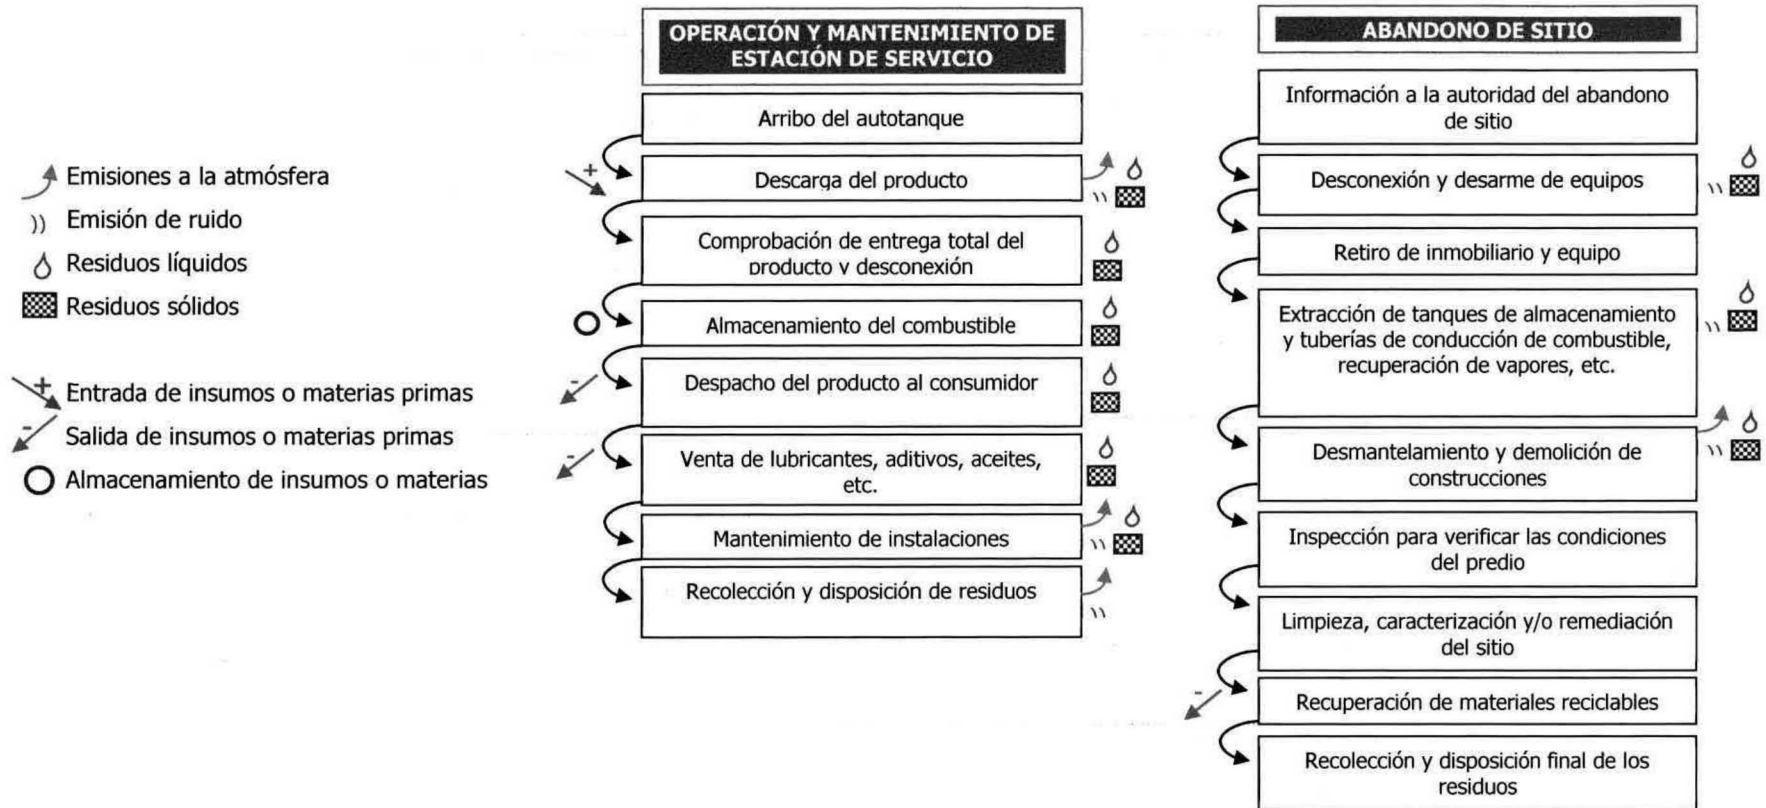 Emisiones a la atmósfera
Emisión de ruido
Residuos líquidos
Residuos sólidos
+
Entrada de insumos o materias primas
-
Salida de insumos o materias primas
Almacenamiento de insumos o materias
OPERACIÓN Y MANTENIMIENTO DE
ESTACIÓN DE SERVICIO
Arribo del autotanque
+
Descarga del producto
Comprobación de entrega total del
producto y desconexión
Almacenamiento del combustible
-
Despacho del producto al consumidor
-
Venta de lubricantes, aditivos, aceites,
etc.
Mantenimiento de instalaciones
Recolección y disposición de residuos
ABANDONO DE SITIO
Información a la autoridad del abandono
de sitio
Desconexión y desarme de equipos
Retiro de inmobiliario y equipo
Extracción de tanques de almacenamiento
y tuberías de conducción de combustible,
recuperación de vapores, etc.
Desmantelamiento y demolición de
construcciones
Inspección para verificar las condiciones
del predio
Limpieza, caracterización y/o remediación
del sitio
-
Recuperación de materiales reciclables
Recolección y disposición final de los
residuos